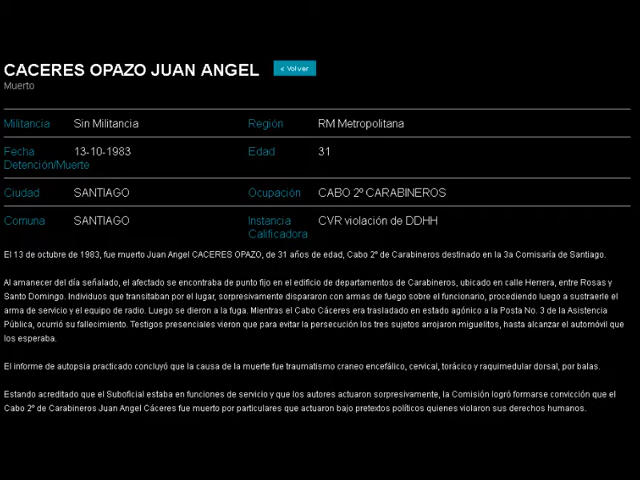 CACERES OPAZO JUAN ANGEL < Volver
Muerto
Militancia Sin Militancia Región RM Metropolitana
Fecha Detención/Muerte 13-10-1983 Edad 31
Ciudad SANTIAGO Ocupación CABO 2º CARABINEROS
Comuna SANTIAGO Instancia Calificadora CVR violación de DDHH
El 13 de octubre de 1983, fue muerto Juan Angel CACERES OPAZO, de 31 años de edad, Cabo 2º de Carabineros destinado en la 3a Comisaría de Santiago.
Al amanecer del día señalado, el afectado se encontraba de punto fijo en el edificio de departamentos de Carabineros, ubicado en calle Herrera, entre Rosas y
Santo Domingo. Individuos que transitaban por el lugar, sorpresivamente dispararon con armas de fuego sobre el funcionario, procediendo luego a sustraerle el
arma de servicio y el equipo de radio. Luego se dieron a la fuga. Mientras el Cabo Cáceres era trasladado en estado agónico a la Posta No. 3 de la Asistencia
Pública, ocurrió su fallecimiento. Testigos presenciales vieron que para evitar la persecución los tres sujetos arrojaron miguelitos, hasta alcanzar el automóvil que
los esperaba.
El informe de autopsia practicado concluyó que la causa de la muerte fue traumatismo craneo encefálico, cervical, torácico y raquimedular dorsal, por balas.
Estando acreditado que el Suboficial estaba en funciones de servicio y que los autores actuaron sorpresivamente, la Comisión logró formarse convicción que el
Cabo 2º de Carabineros Juan Angel Cáceres fue muerto por particulares que actuaron bajo pretextos políticos quienes violaron sus derechos humanos.